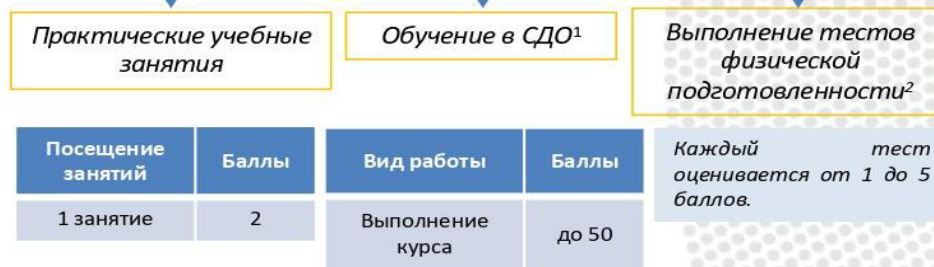 Практические учебные
занятия
Обучение в СДО¹
Выполнение тестов
физической
подготовленности²
Посещение
занятий
Баллы
1 занятие
2
Вид работы
Баллы
Выполнение
курса
до 50
Каждый тест
оценивается от 1 до 5
баллов.